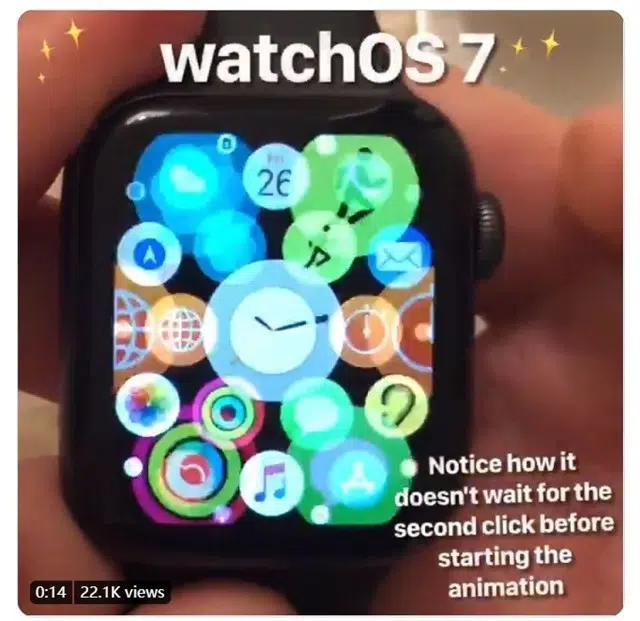 watchOS 7
26
Notice how it
doesn't wait for the
second click before
starting the
animation
0:14 22.1K views